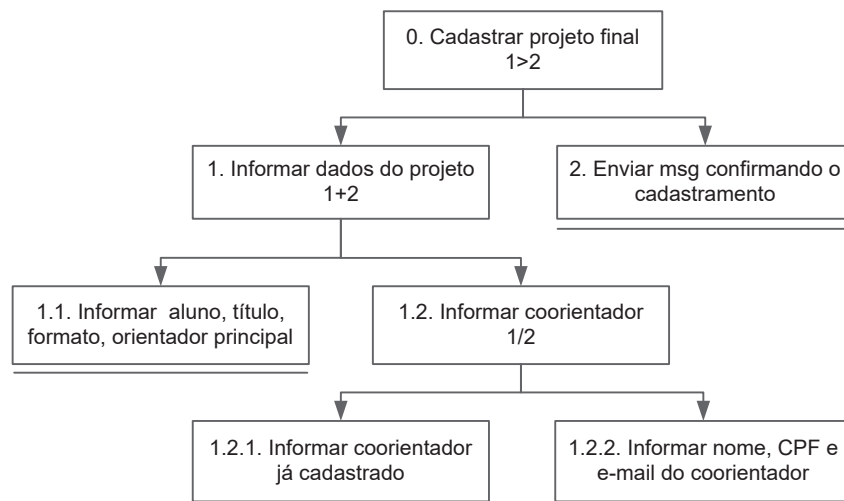 0. Cadastrar projeto final
1>2
1. Informar dados do projeto
1+2
2. Enviar msg confirmando o
cadastramento
1.1. Informar aluno, título,
formato, orientador principal
1.2. Informar coorientador
1/2
1.2.1. Informar coorientador
já cadastrado
1.2.2. Informar nome, CPF e
e-mail do coorientador